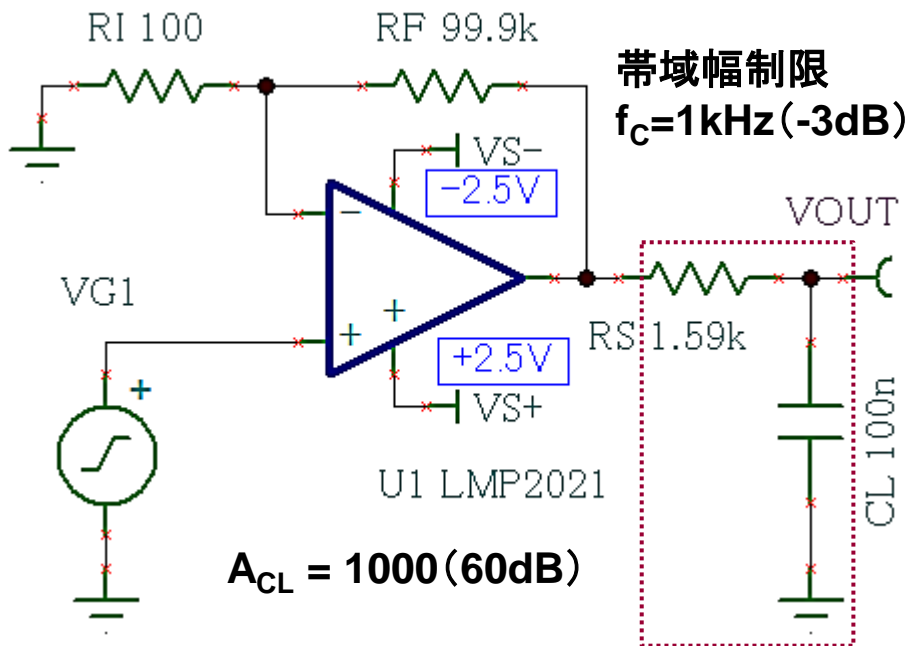 RI 100
RF 99.9k
帯域幅制限
fC=1kHz(-3dB)
VS-
-2.5V
VOUT
VG1
+
-
+
+
+2.5V
RS 1.59k
VS+
CL 100n
U1 LMP2021
ACL = 1000(60dB)